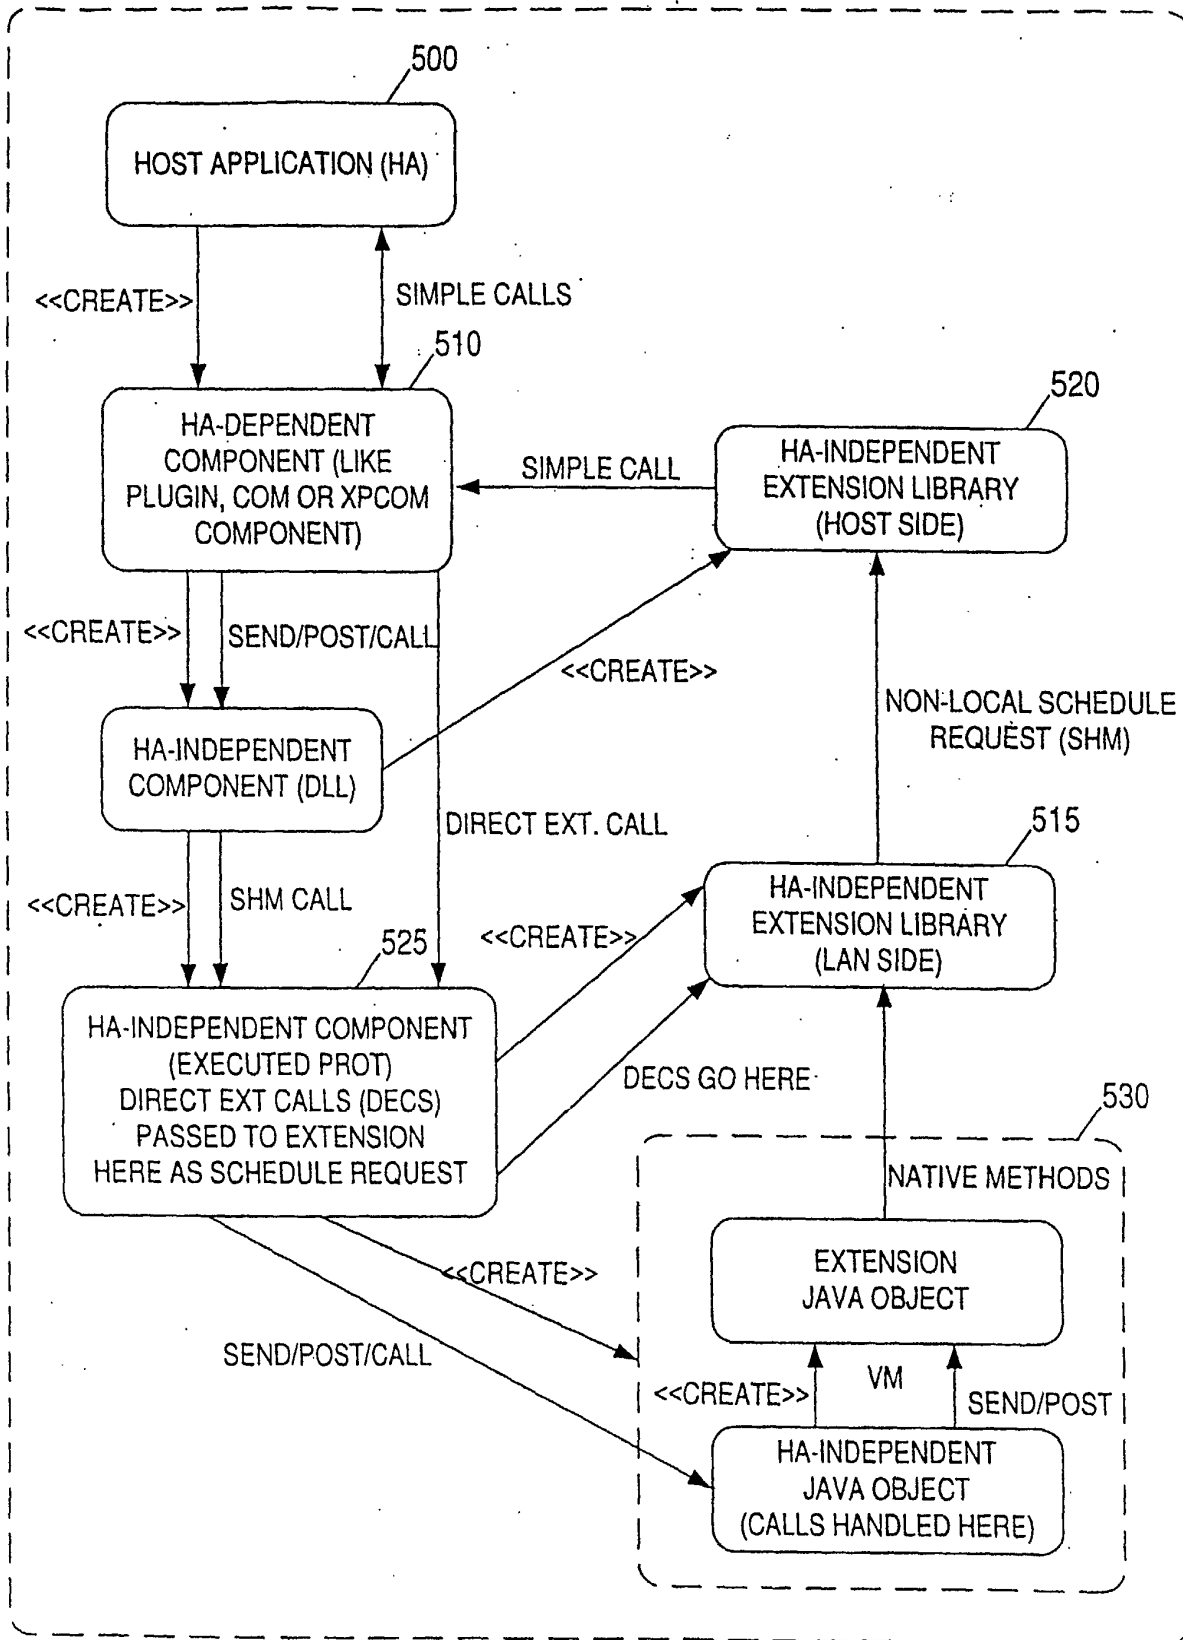 500
HOST APPLICATION (HA)
<<CREATE>>
SIMPLE CALLS
510
HA-DEPENDENT
COMPONENT (LIKE
PLUGIN, COM OR XPCOM
COMPONENT)
SIMPLE CALL
520
HA-INDEPENDENT
EXTENSION LIBRARY
(HOST SIDE)
<<CREATE>>
SEND/POST/CALL
<<CREATE>>
NON-LOCAL SCHEDULE
REQUEST (SHM)
HA-INDEPENDENT
COMPONENT (DLL)
DIRECT EXT. CALL
515
HA-INDEPENDENT
EXTENSION LIBRARY
(LAN SIDE)
<<CREATE>>
SHM CALL
<<CREATE>>
525
HA-INDEPENDENT COMPONENT
(EXECUTED PROT)
DIRECT EXT CALLS (DECS)
PASSED TO EXTENSION
HERE AS SCHEDULE REQUEST
DECS GO HERE
530
NATIVE METHODS
<<CREATE>>
EXTENSION
JAVA OBJECT
SEND/POST/CALL
<<CREATE>>
VM
SEND/POST
HA-INDEPENDENT
JAVA OBJECT
(CALLS HANDLED HERE)